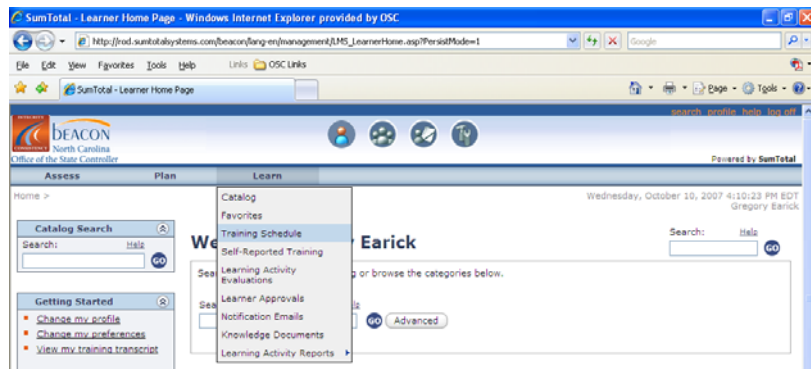 SumTotal - Learner Home Page - Windows Internet Explorer provided by OSC
http://rod.sumtotalsystems.com/beacon/lang-en/management/LMS_LearnerHome.asp?PersistMode=1
Google
File Edit View Favorites Tools Help Links OSC Links
SumTotal - Learner Home Page
Page Tools
search profile help log off
BEACON
North Carolina
Office of the State Controller
Powered by SumTotal
Assess Plan Learn
Home >
Wednesday, October 10, 2007 4:10:23 PM EDT
Gregory Earick
Catalog
Favorites
Training Schedule
Self-Reported Training
Learning Activity
Evaluations
Learner Approvals
Notification Emails
Knowledge Documents
Learning Activity Reports
Catalog Search
Search: Help
GO
We Earick
Search: Help
GO
Sea g or browse the categories below.
Sea
GO Advanced
Getting Started
Change my profile
Change my preferences
View my training transcript